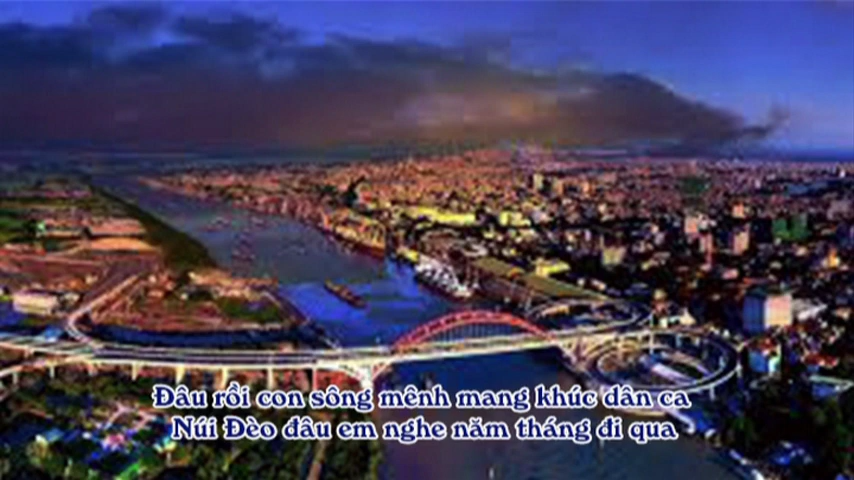 Đâu rồi con sông mênh mang khúc dân ca
Núi Đèo đâu em nghe năm tháng đi qua